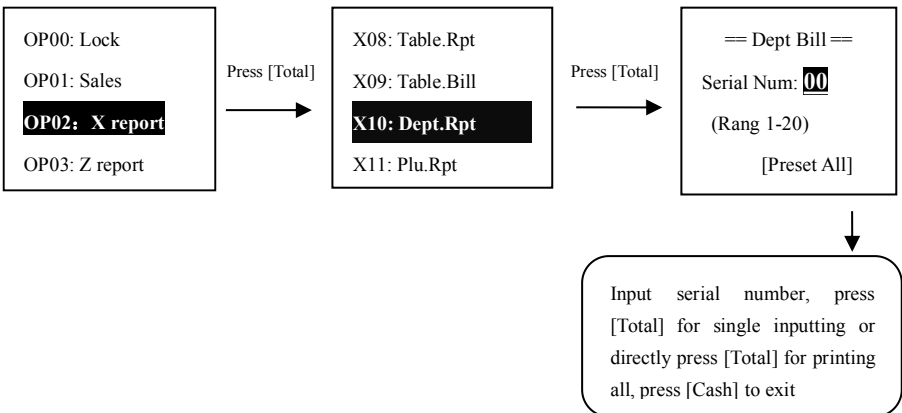 OP00: Lock
OP01: Sales
OP02：X report
OP03: Z report
Press [Total]
X08: Table.Rpt
X09: Table.Bill
X10: Dept.Rpt
X11: Plu.Rpt
Press [Total]
== Dept Bill ==
Serial Num: 00
(Rang 1-20)
[Preset All]
Input serial number, press
[Total] for single inputting or
directly press [Total] for printing
all, press [Cash] to exit